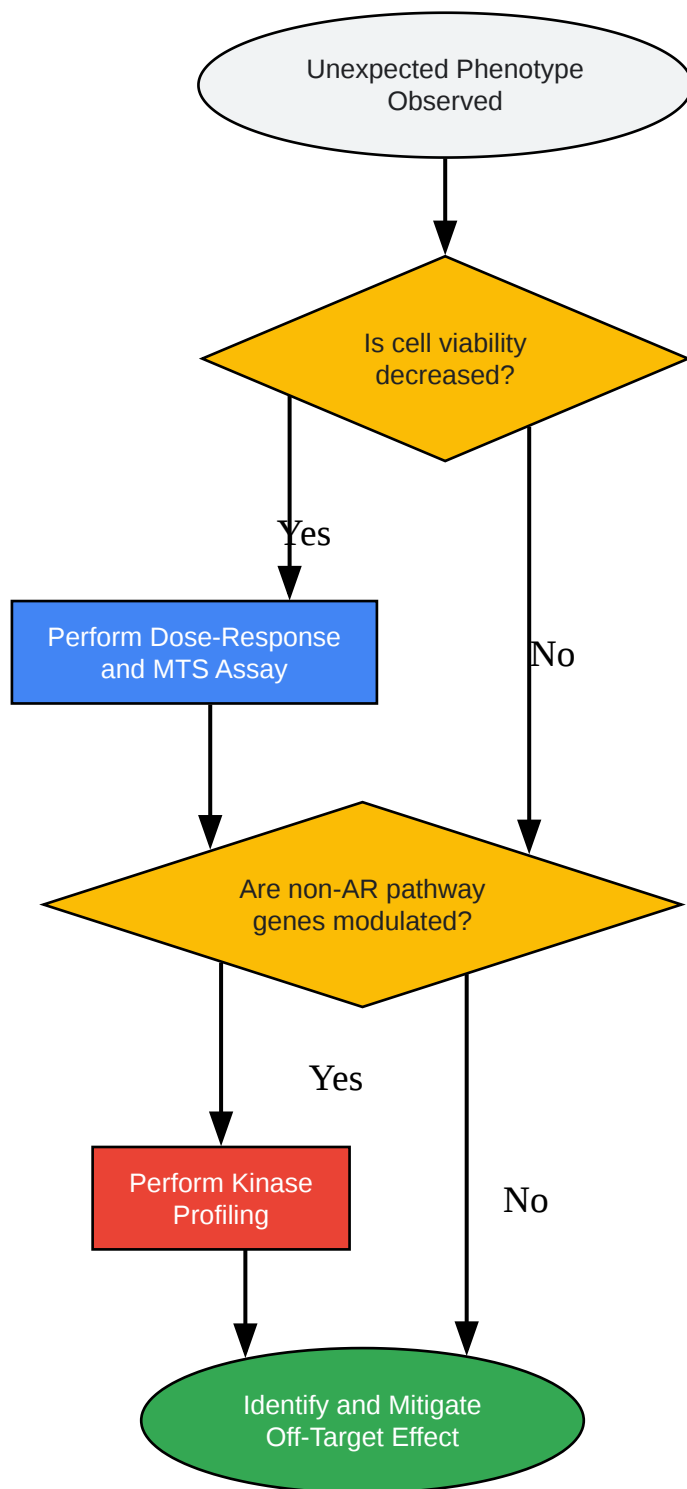 Unexpected Phenotype
Observed
Is cell viability
decreased?
Yes
Perform Dose-Response
and MTS Assay
No
Are non-AR pathway
genes modulated?
Yes
Perform Kinase
Profiling
No
Identify and Mitigate
Off-Target Effect